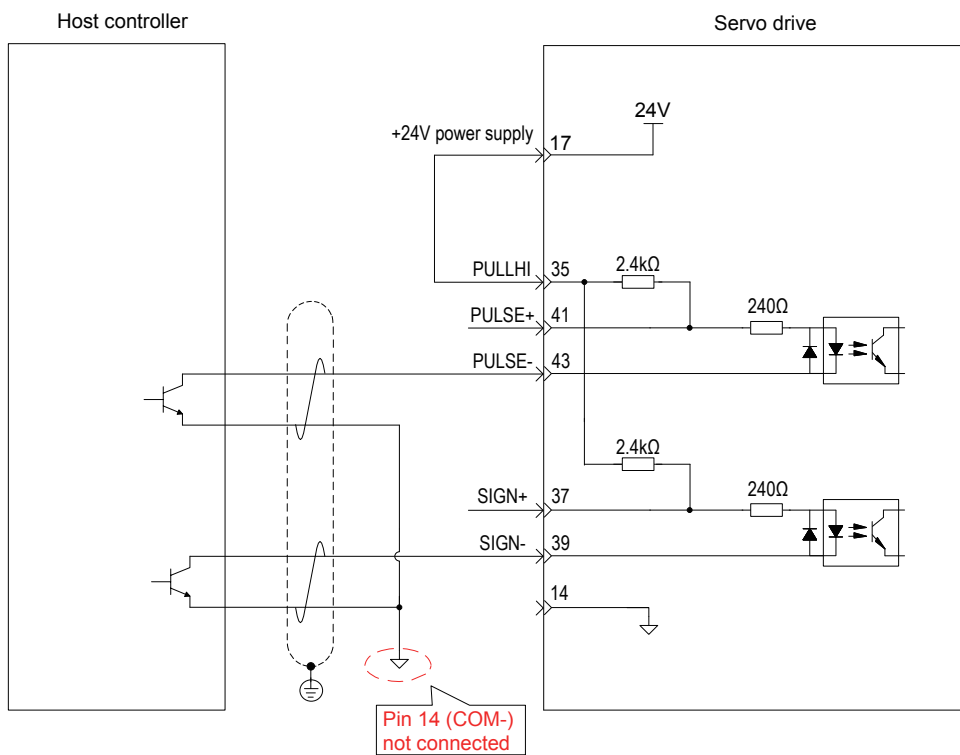 Host controller
Servo drive
24V
+24V power supply
17
PULLHI
35
2.4kΩ
PULSE+
41
240Ω
PULSE-
43
2.4kΩ
SIGN+
37
240Ω
SIGN-
39
14
Pin 14 (COM-)
not connected